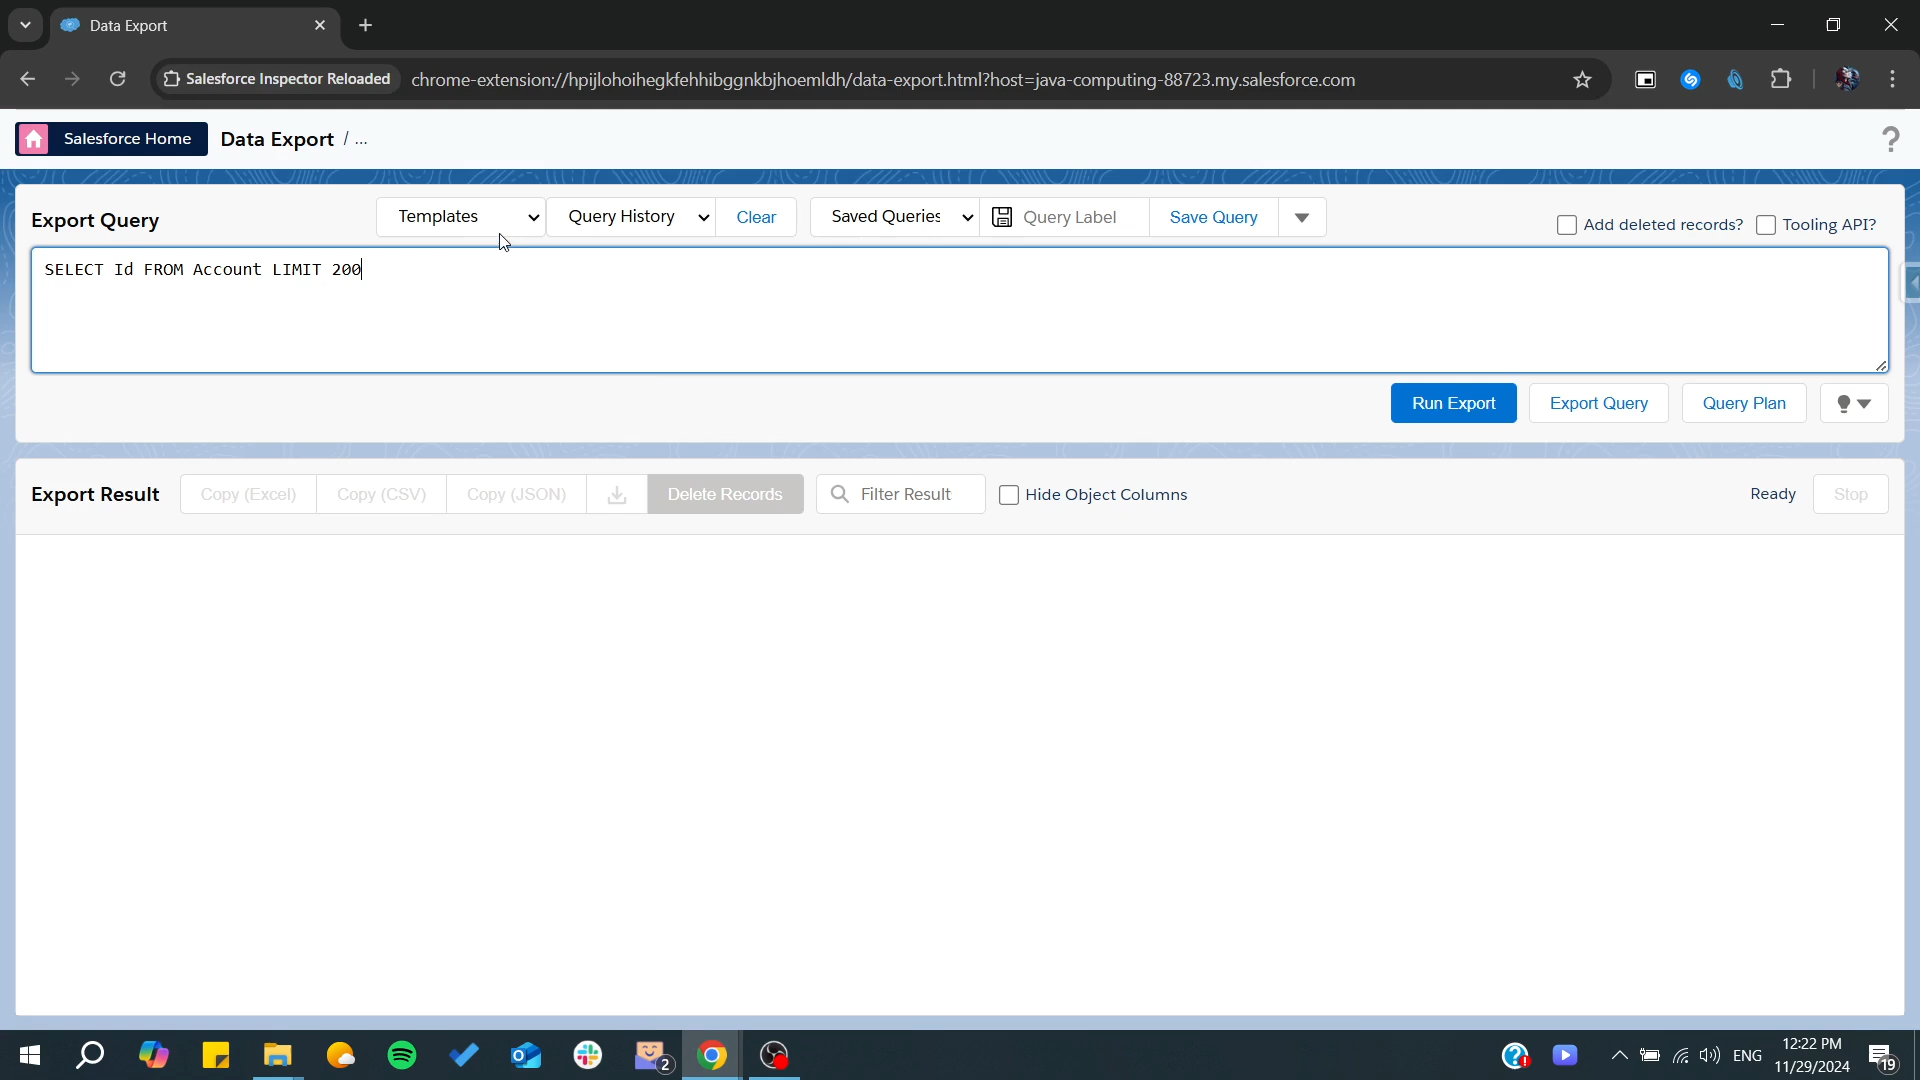 Data Export
Salesforce Inspector Reloaded
chrome-extension://hpijlohoihegkfehhibggnkbjhoemldh/data-export.html?host=java-computing-88723.my.salesforce.com
Salesforce Home
Data Export / ...
?
Export Query
Templates
Query History
Clear
Saved Queries
Query Label
Save Query
Add deleted records?
Tooling API?
SELECT Id FROM Account LIMIT 200
Run Export
Export Query
Query Plan
Export Result
Copy (Excel)
Copy (CSV)
Copy (JSON)
Delete Records
Filter Result
Hide Object Columns
Ready
Stop
2
ENG
12:22 PM
11/29/2024
19